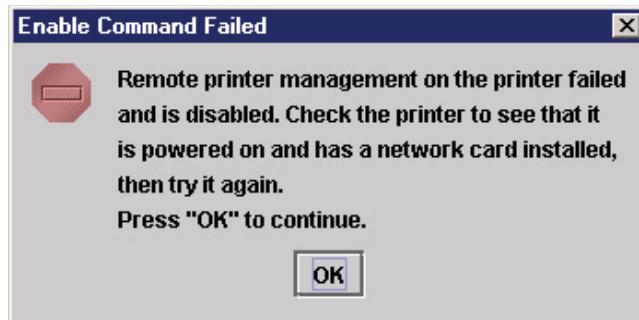 Enable Command Failed
Remote printer management on the printer failed
and is disabled. Check the printer to see that it
is powered on and has a network card installed,
then try it again.
Press "OK" to continue.
OK